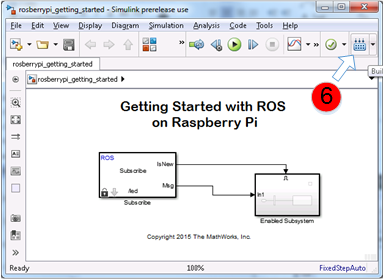 rosberrypi_getting_started - Simulink prerelease use
File Edit View Display Diagram Simulation Analysis Code Tools Help
rosberrypi_getting_started
rosberrypi_getting_started
Buil
6
Getting Started with ROS
on Raspberry Pi
ROS
Subscribe
/led
IsNew
Msg
Subscribe
In1
Enabled Subsystem
Copyright 2015 The MathWorks, Inc.
Ready 108% FixedStepAuto